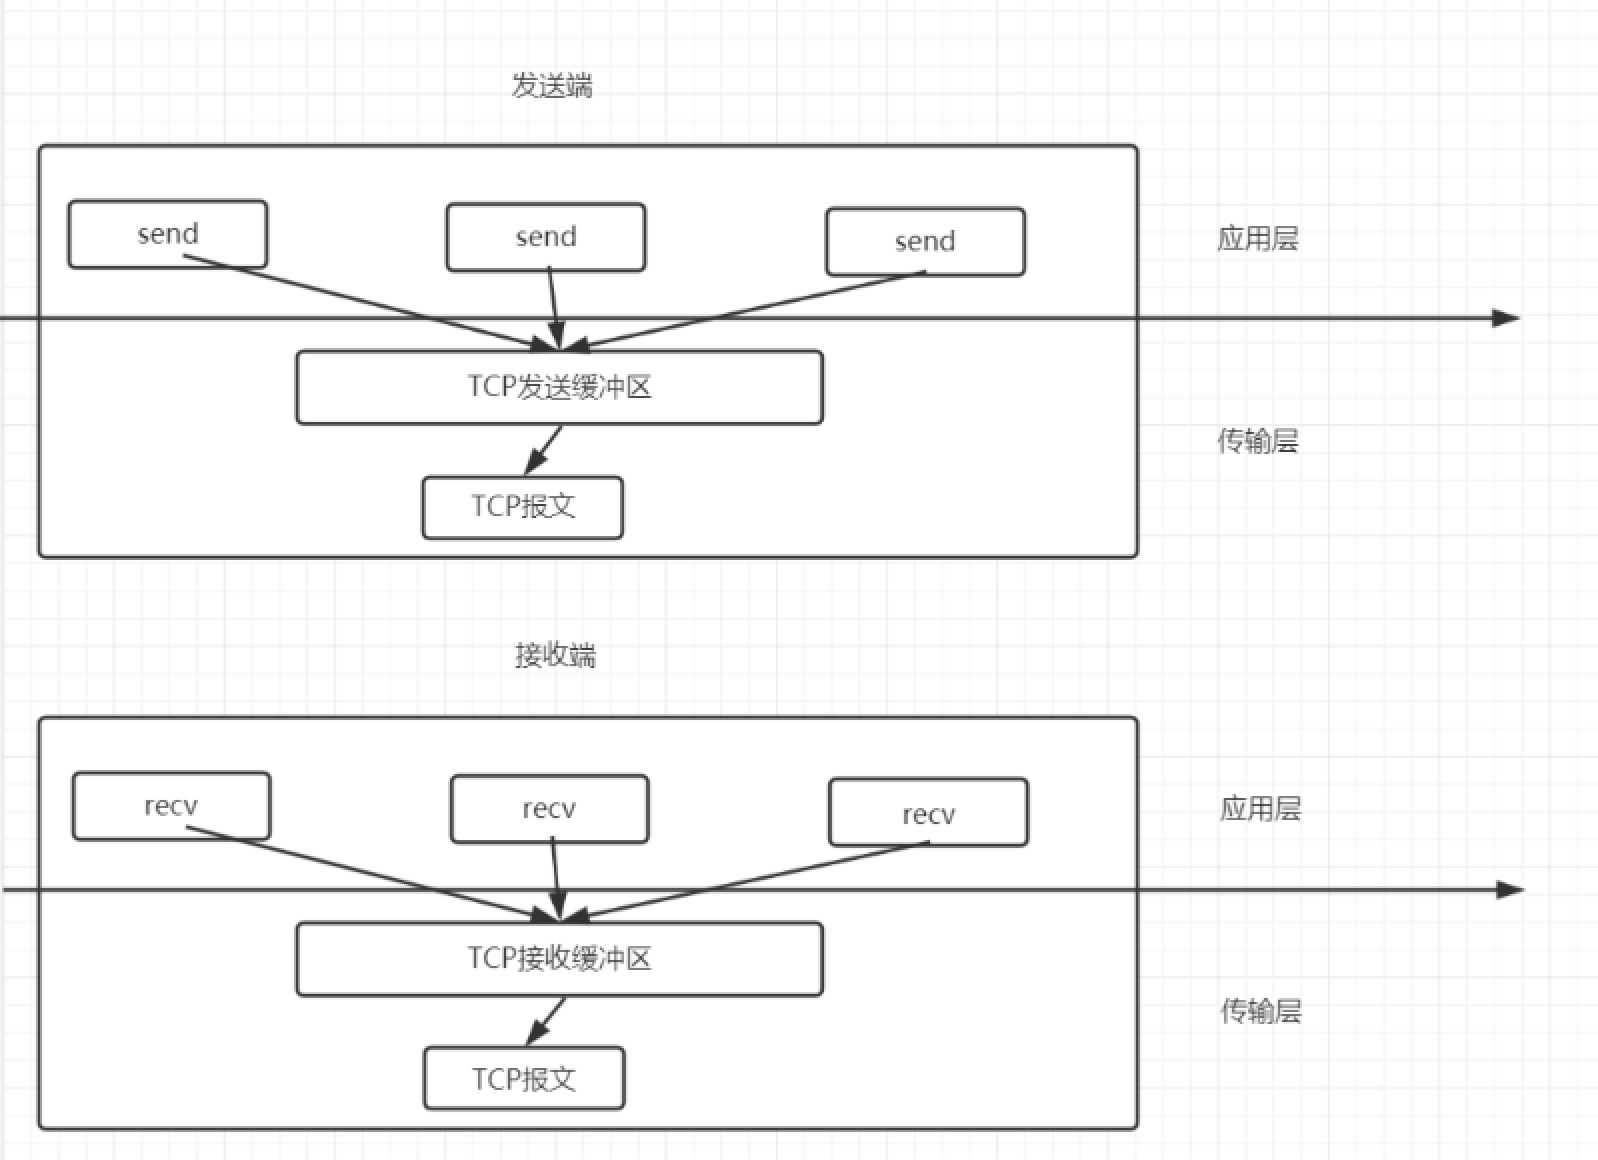 发送端
send
send
send
应用层
TCP发送缓冲区
传输层
TCP报文
接收端
recv
recv
recv
应用层
TCP接收缓冲区
传输层
TCP报文